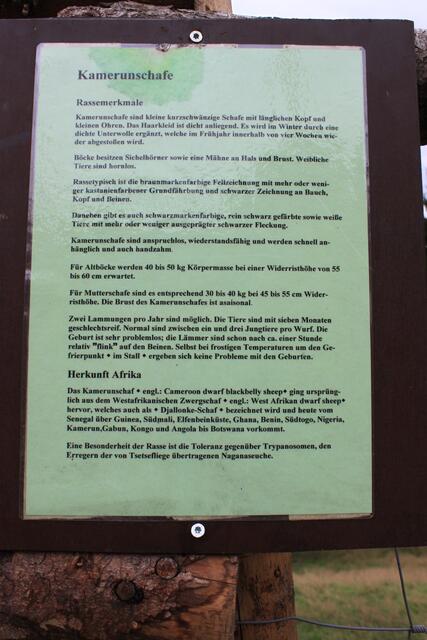 Kamerunschafe
Rassemerkmale
Kamerunschafe sind kleine kurzschwänzige Schafe mit länglichen Kopf und
kleinen Ohren. Das Haarkleid ist dicht anliegend. Es wird im Winter durch eine
dichte Unterwolle ergänzt, welche im Frühjahr innerhalb von vier Wochen wie-
der abgestoßen wird.
Böcke besitzen Sichelhörner sowie eine Mähne an Hals und Brust. Weibliche
Tiere sind hornlos.
Rassetypisch ist die braunmarkenfarbige Fellzeichnung mit mehr oder weni-
ger kastanienfarbener Grundfärbung und schwarzer Zeichnung an Bauch,
Kopf und Beinen.
Daneben gibt es auch schwarzmarkenfarbige, rein schwarz gefärbte sowie weiße
Tiere mit mehr oder weniger ausgeprägter schwarzer Fleckung.
Kamerunschafe sind anspruchlos, wiederstandsfähig und werden schnell an-
hänglich und auch handzahm.
Für Altböcke werden 40 bis 50 kg Körpermasse bei einer Widerristhöhe von 55
bis 60 cm erwartet.
Für Mutterschafe sind es entsprechend 30 bis 40 kg bei 45 bis 55 cm Wider-
risthöhe. Die Brust des Kamerunschafes ist asaisonal.
Zwei Lammungen pro Jahr sind möglich. Die Tiere sind mit sieben Monaten
geschlechtsreif. Normal sind zwischen ein und drei Jungtiere pro Wurf. Die
Geburt ist sehr problemlos; die Lämmer sind schon nach ca. einer Stunde
relativ "flink" auf den Beinen. Selbst bei frostigen Temperaturen um den Ge-
frierpunkt • im Stall • ergeben sich keine Probleme mit den Geburten.
Herkunft Afrika
Das Kamerunschaf • engl.: Cameroon dwarf blackbelly sheep• ging ursprüng-
lich aus dem Westafrikanischen Zwergschaf • engl.: West Afrikan dwarf sheep•
hervor, welches auch als • Djallonke-Schaf • bezeichnet wird und heute vom
Senegal über Guinea, Südmali, Elfenbeinküste, Ghana, Benin, Südtogo, Nigeria,
Kamerun,Gabun, Kongo und Angola bis Botswana vorkommt.
Eine Besonderheit der Rasse ist die Toleranz gegenüber Trypanosomen, den
Erregern der von Tsetsefliege übertragenen Naganaseuche.